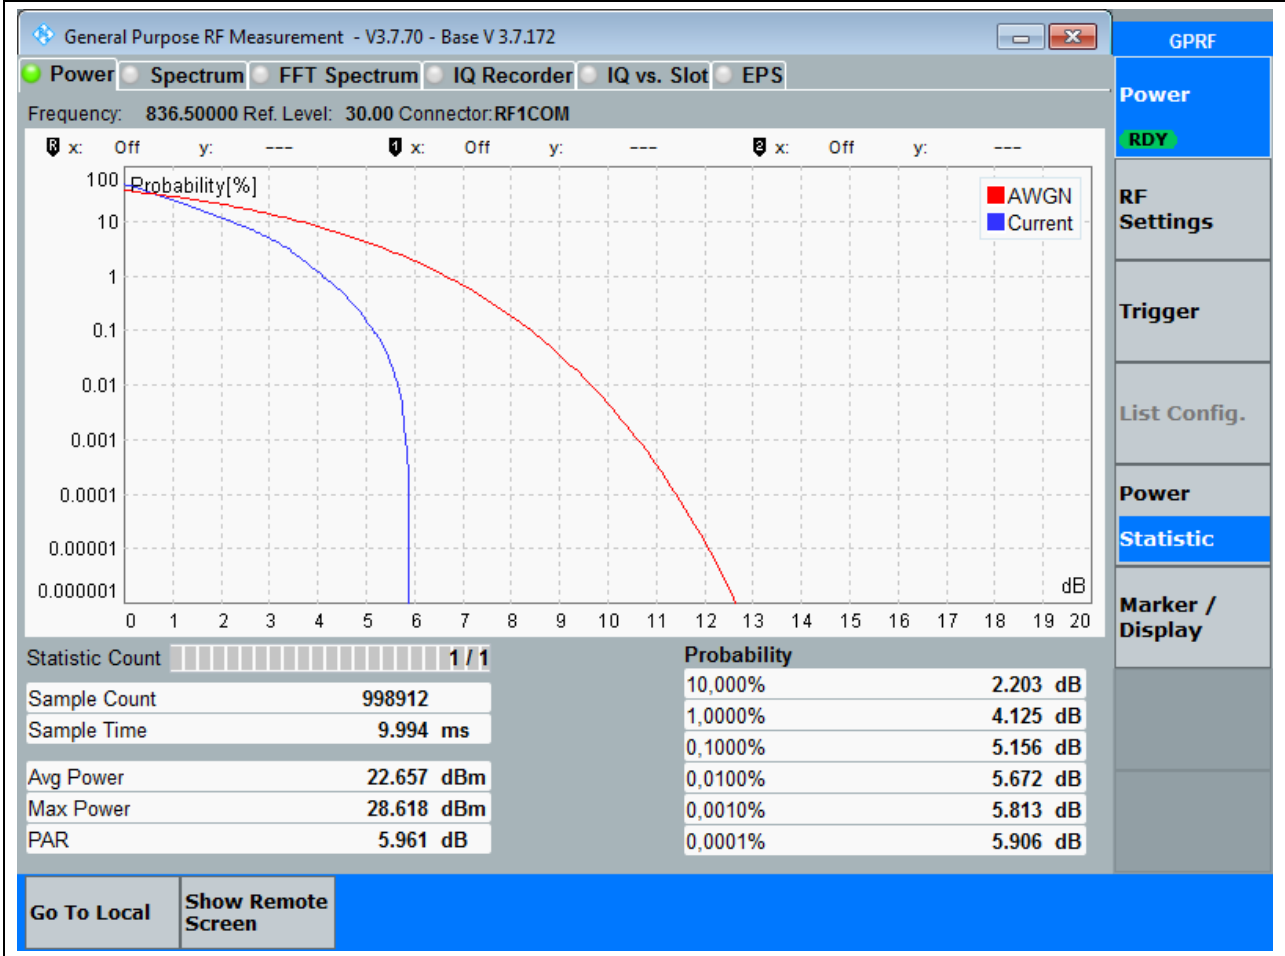 General Purpose RF Measurement - V3.7.70 - Base V 3.7.172
GPRF
Power Spectrum FFT Spectrum IQ Recorder IQ vs. Slot EPS
Power
RDY
Frequency: 836.50000 Ref. Level: 30.00 Connector:RF1COM
R x: Off y: --- 1 x: Off y: --- 2 x: Off y: ---
Probability[%]
AWGN
Current
100
10
1
0.1
0.01
0.001
0.0001
0.00001
0.000001
dB
0 1 2 3 4 5 6 7 8 9 10 11 12 13 14 15 16 17 18 19 20
RF
Settings
Trigger
List Config.
Power
Statistic
Marker /
Display
Statistic Count 1 / 1
Sample Count 998912
Sample Time 9.994 ms
Avg Power 22.657 dBm
Max Power 28.618 dBm
PAR 5.961 dB
Probability
10,000% 2.203 dB
1,0000% 4.125 dB
0,1000% 5.156 dB
0,0100% 5.672 dB
0,0010% 5.813 dB
0,0001% 5.906 dB
Go To Local
Show Remote
Screen